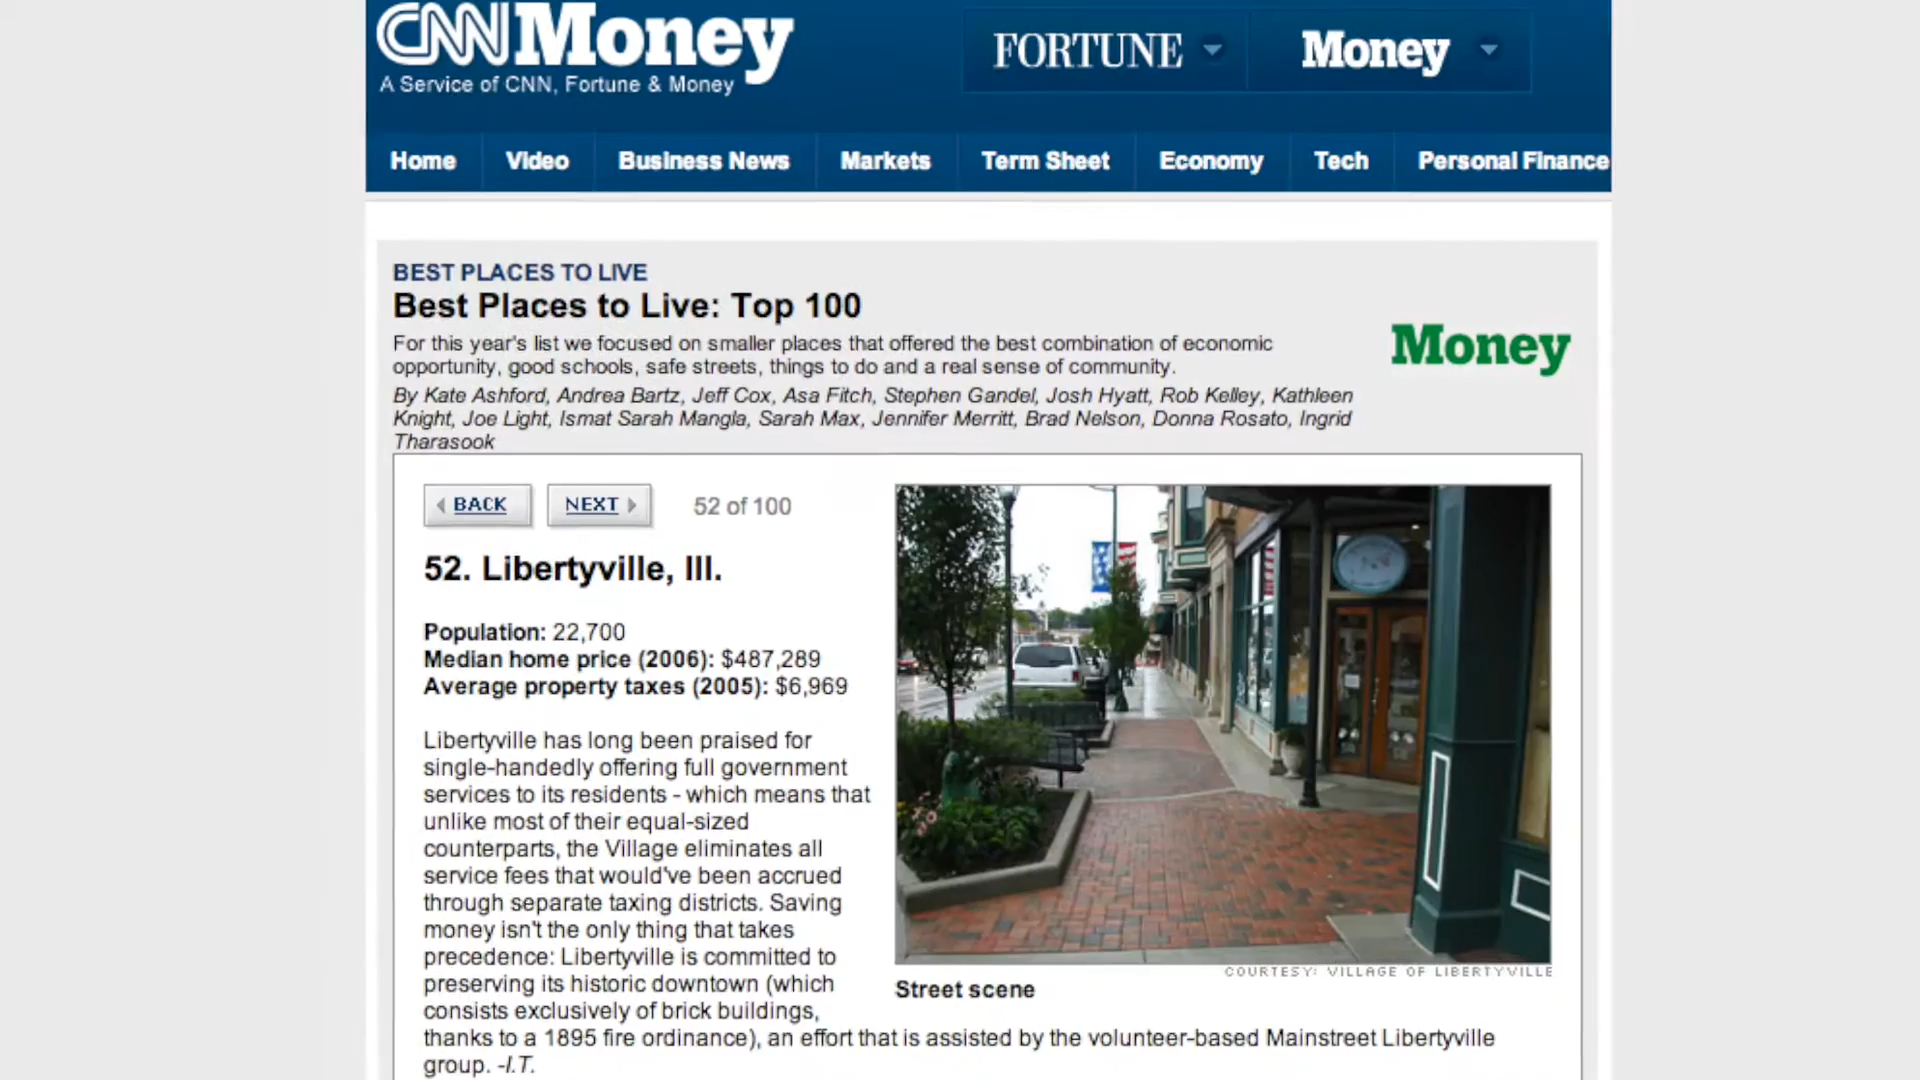 CNNMoney
A Service of CNN, Fortune & Money
FORTUNE
Money
Home Video Business News Markets Term Sheet Economy Tech Personal Finance
BEST PLACES TO LIVE
Best Places to Live: Top 100
For this year's list we focused on smaller places that offered the best combination of economic
opportunity, good schools, safe streets, things to do and a real sense of community.
By Kate Ashford, Andrea Bartz, Jeff Cox, Asa Fitch, Stephen Gandel, Josh Hyatt, Rob Kelley, Kathleen
Knight, Joe Light, Ismat Sarah Mangla, Sarah Max, Jennifer Merritt, Brad Nelson, Donna Rosato, Ingrid
Tharasook
Money
BACK NEXT 52 of 100
52. Libertyville, Ill.
Population: 22,700
Median home price (2006): $487,289
Average property taxes (2005): $6,969
Libertyville has long been praised for
single-handedly offering full government
services to its residents - which means that
unlike most of their equal-sized
counterparts, the Village eliminates all
service fees that would've been accrued
through separate taxing districts. Saving
money isn't the only thing that takes
precedence: Libertyville is committed to
preserving its historic downtown (which
consists exclusively of brick buildings,
thanks to a 1895 fire ordinance), an effort that is assisted by the volunteer-based Mainstreet Libertyville
group. -I.T.
COURTESY: VILLAGE OF LIBERTYVILLE
Street scene